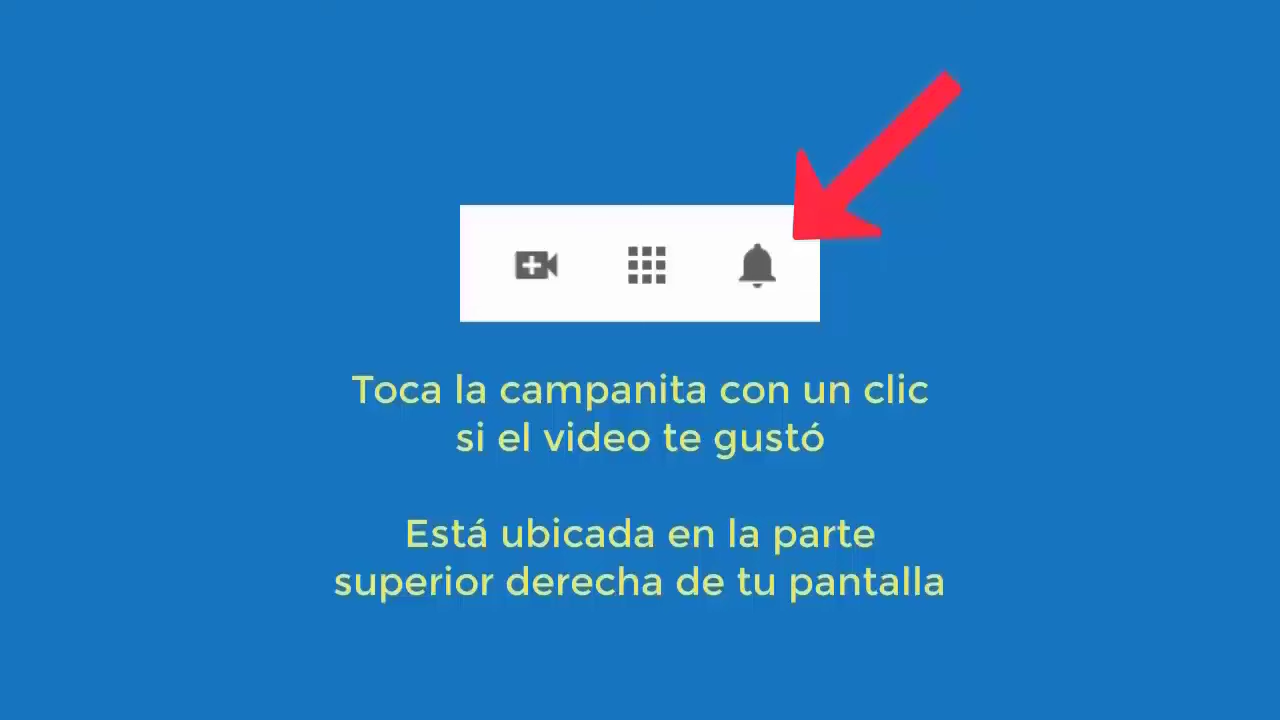 Toca la campanita con un clic
si el video te gustó
Está ubicada en la parte
superior derecha de tu pantalla